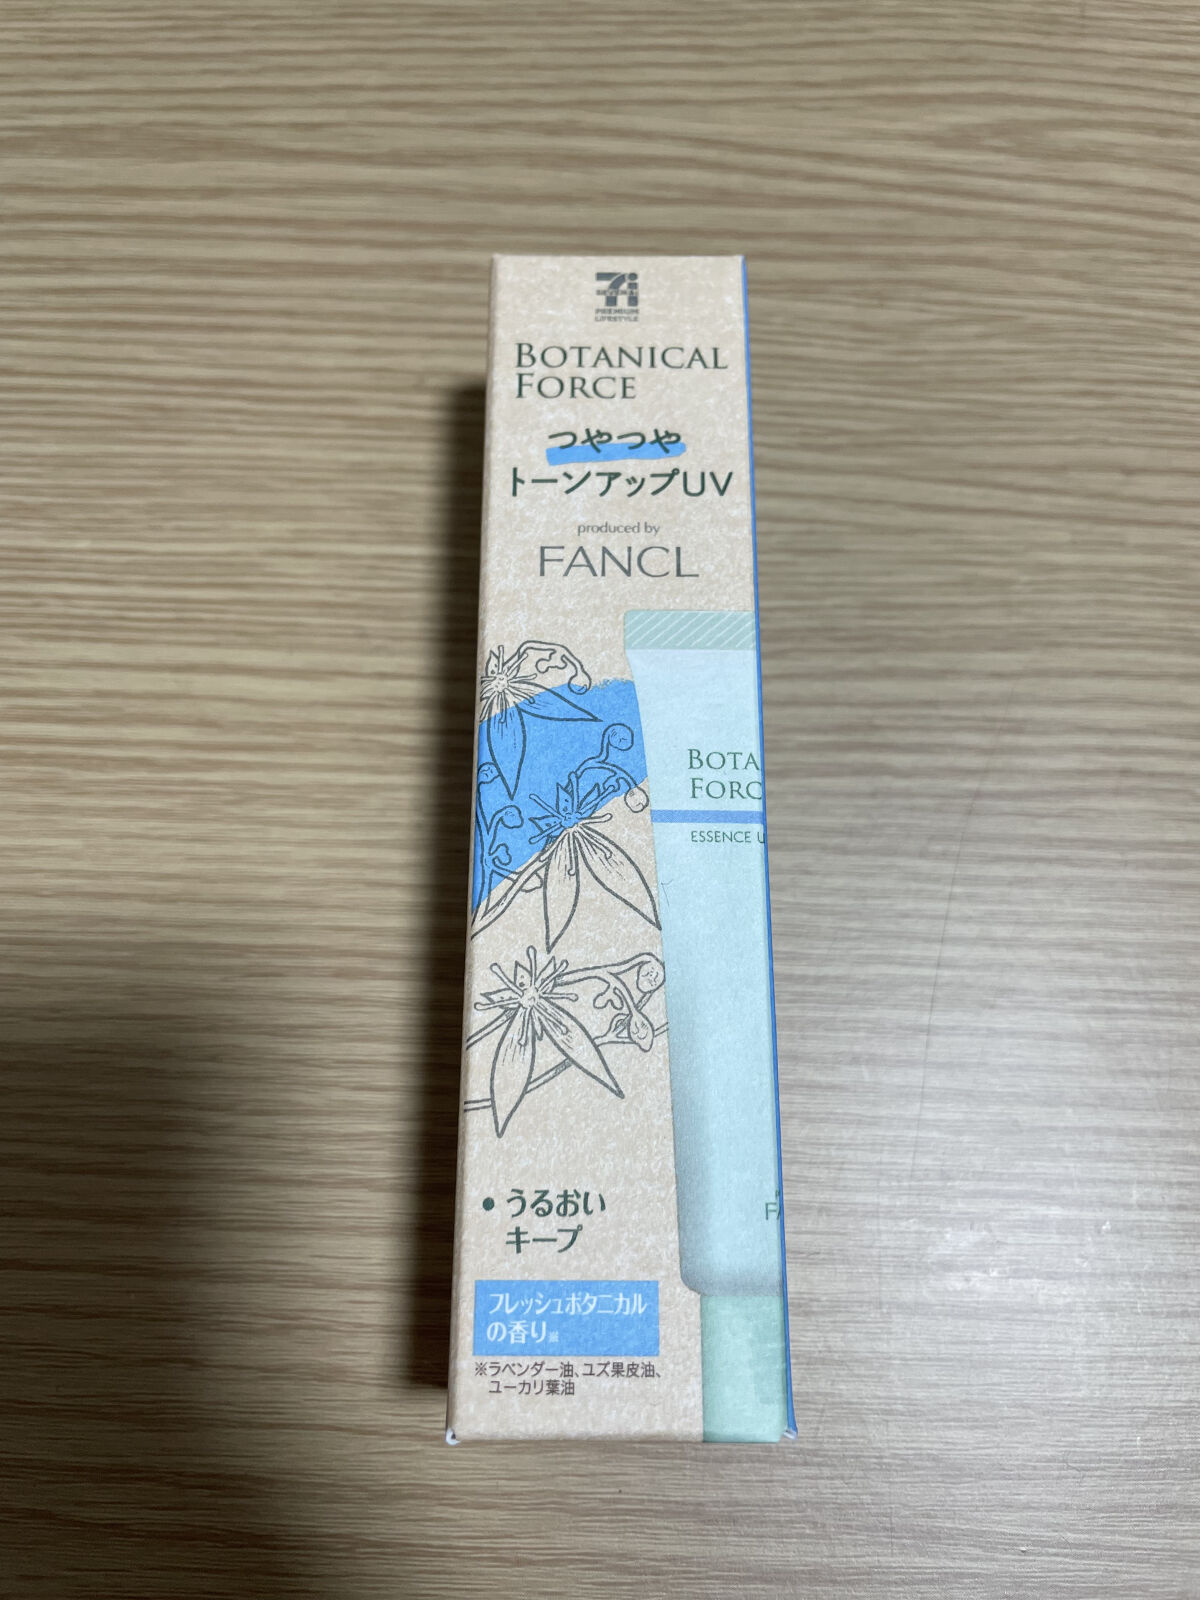 SEVEN&i
PREMIUM
LIFESTYLE
BOTANICAL
FORCE
つやつや
トーンアップUV
produced by
FANCL
BOTA
FORC
ESSENCE U
FA
• うるおい
キープ
フレッシュボタニカル
の香り※
※ラベンダー油、ユズ果皮油、
ユーカリ葉油